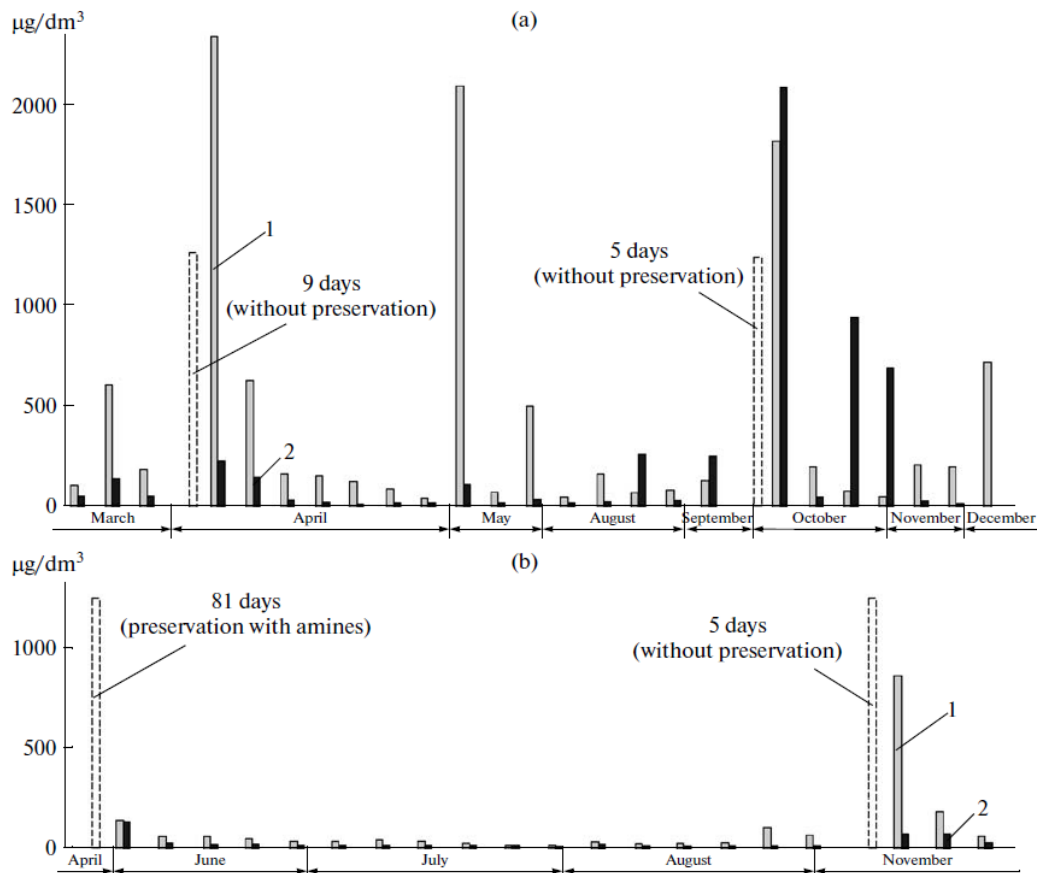 µg/dm³
(a)
2000
1500
1000
500
0
1
9 days
(without preservation)
2
5 days
(without preservation)
March
April
May
August
September
October
November
December
µg/dm³
(b)
1000
500
0
81 days
(preservation with amines)
5 days
(without preservation)
1
2
April
June
July
August
November